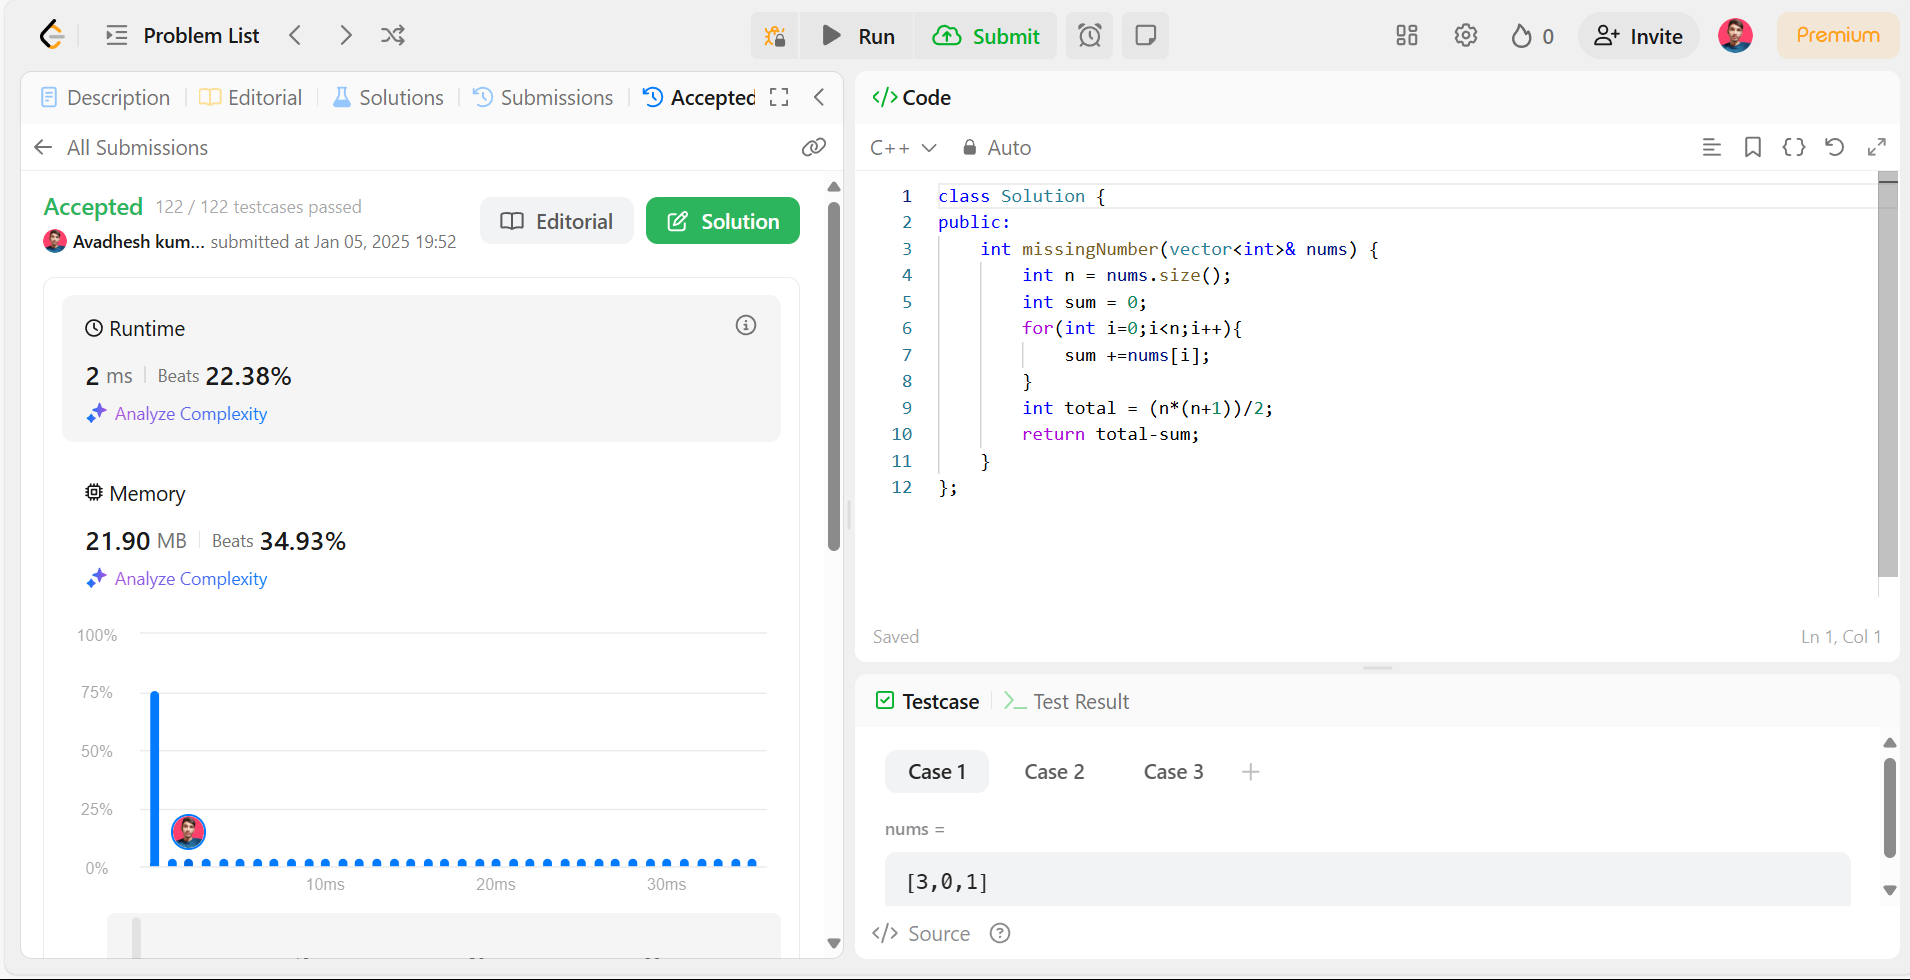 Problem List
Run
Submit
0
Invite
Premium
Description
Editorial
Solutions
Submissions
Accepted
All Submissions
Accepted 122 / 122 testcases passed
Avadhesh kum... submitted at Jan 05, 2025 19:52
Editorial
Solution
Runtime
2 ms Beats 22.38%
Analyze Complexity
Memory
21.90 MB Beats 34.93%
Analyze Complexity
100%
75%
50%
25%
0%
10ms 20ms 30ms
</> Code
C++ Auto
1 class Solution {
2 public:
3 int missingNumber(vector<int>& nums) {
4 int n = nums.size();
5 int sum = 0;
6 for(int i=0;i<n;i++){
7 sum +=nums[i];
8 }
9 int total = (n*(n+1))/2;
10 return total-sum;
11 }
12 };
Saved
Ln 1, Col 1
Testcase
Test Result
Case 1 Case 2 Case 3 +
nums =
[3,0,1]
</> Source